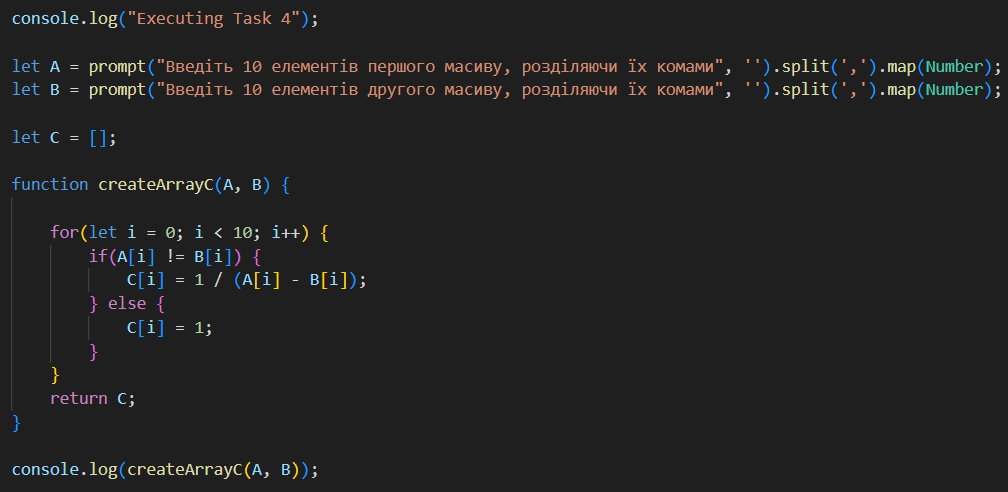 console.log("Executing Task 4");
let A = prompt("Введіть 10 елементів першого масиву, розділяючи їх комами", '').split(',').map(Number);
let B = prompt("Введіть 10 елементів другого масиву, розділяючи їх комами", '').split(',').map(Number);
let C = [];
function createArrayC(A, B) {
for(let i = 0; i < 10; i++) {
if(A[i] != B[i]) {
C[i] = 1 / (A[i] - B[i]);
} else {
C[i] = 1;
}
}
return C;
}
console.log(createArrayC(A, B));